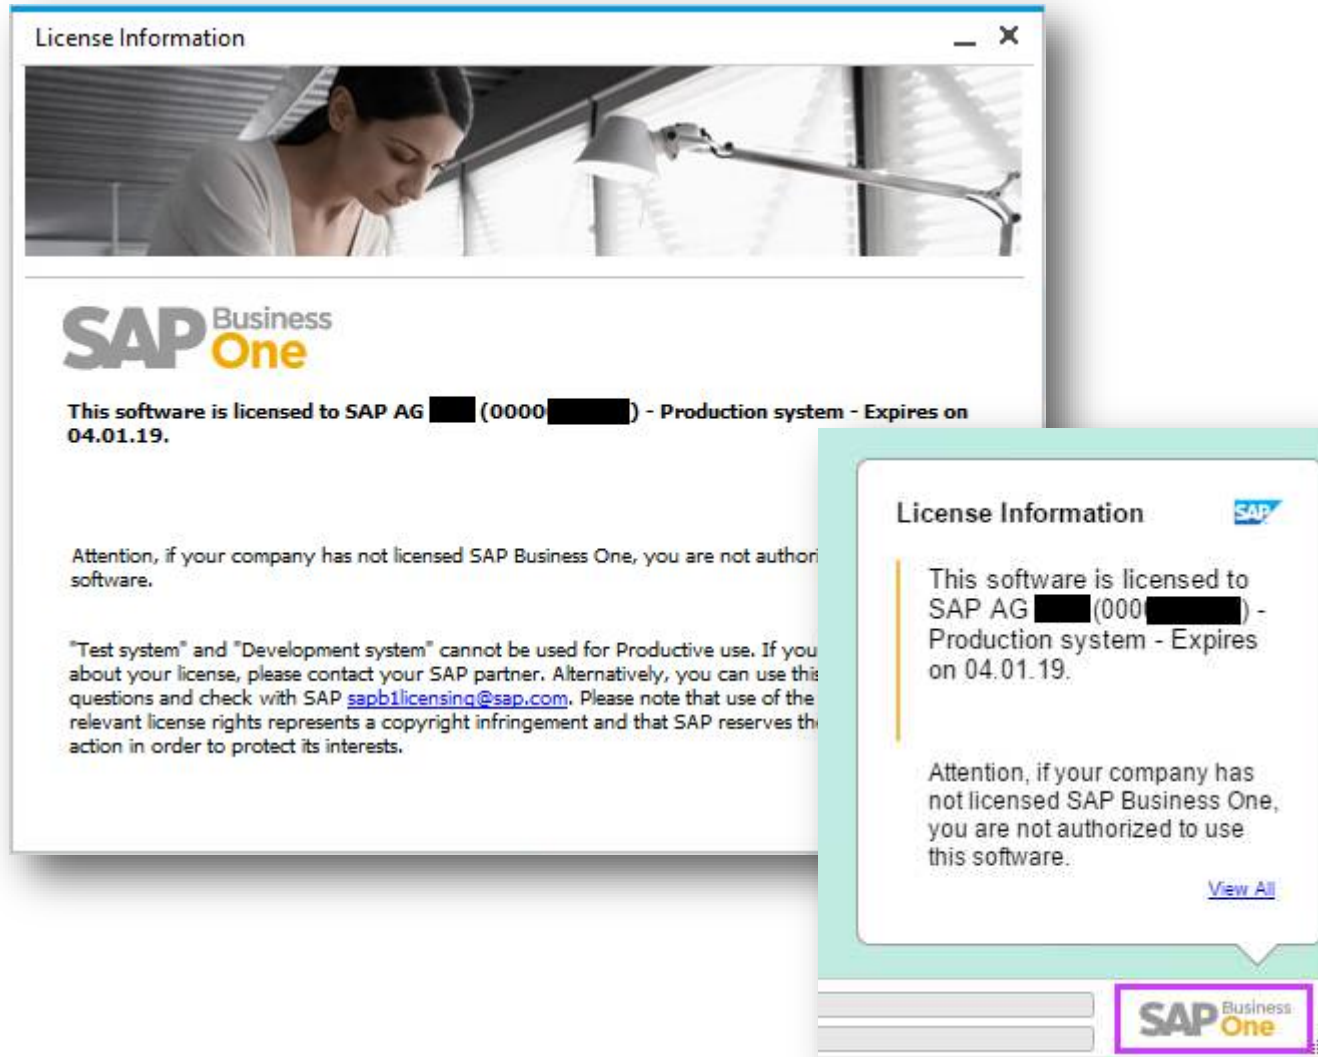 License Information
SAP Business One
This software is licensed to SAP AG (0000 ) - Production system - Expires on
04.01.19.
Attention, if your company has not licensed SAP Business One, you are not authori
software.
"Test system" and "Development system" cannot be used for Productive use. If you
about your license, please contact your SAP partner. Alternatively, you can use this
questions and check with SAP sapb1licensing@sap.com. Please note that use of the
relevant license rights represents a copyright infringement and that SAP reserves the
action in order to protect its interests.
License Information
SAP
This software is licensed to
SAP AG (000 ) -
Production system - Expires
on 04.01.19.
Attention, if your company has
not licensed SAP Business One,
you are not authorized to use
this software.
View All
SAP Business One